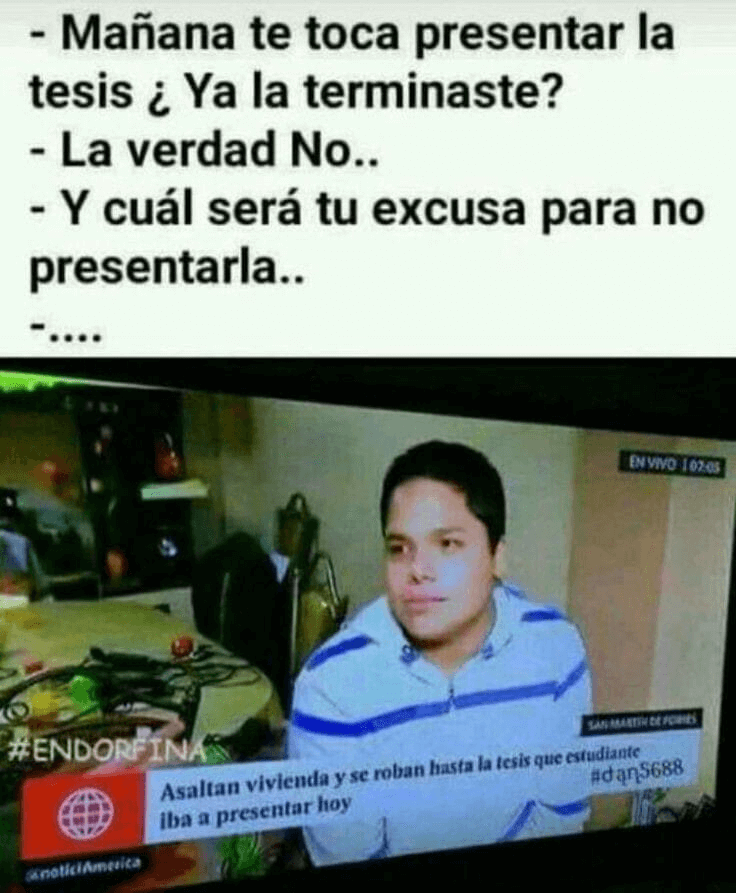 - Mañana te toca presentar la
tesis ¿ Ya la terminaste?
- La verdad No..
- Y cuál será tu excusa para no
presentarla..
-....
EN VIVO | 02:05
SAN MARTÍN DE PORRES
#ENDORFINA
Asaltan vivienda y se roban hasta la tesis que estudiante
iba a presentar hoy
#dan5688
@noticiAmerica